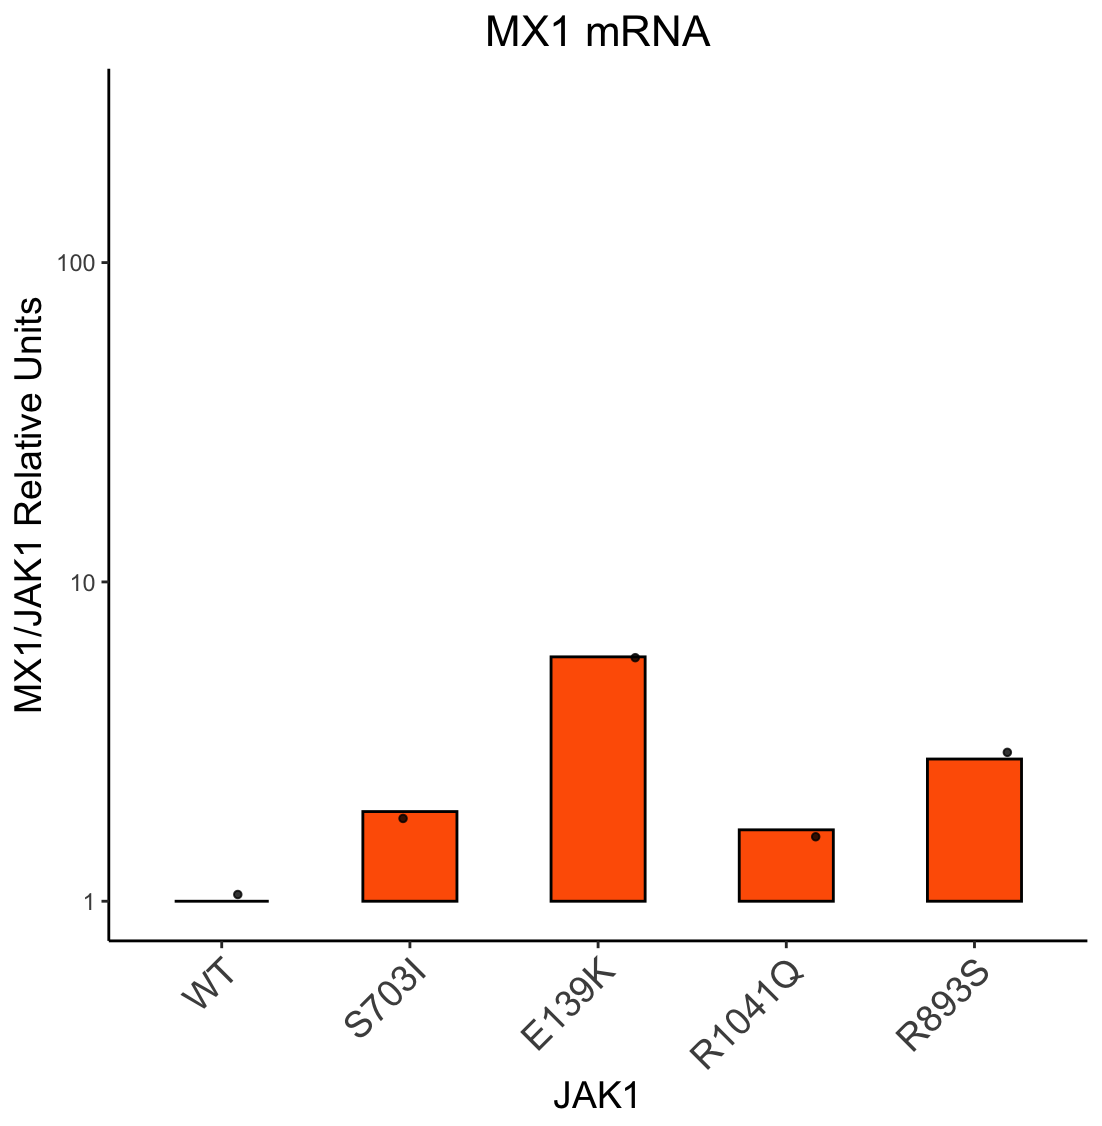 MX1 mRNA
MX1/JAK1 Relative Units
100
10
1
WT
S703I
E139K
R1041Q
R893S
JAK1